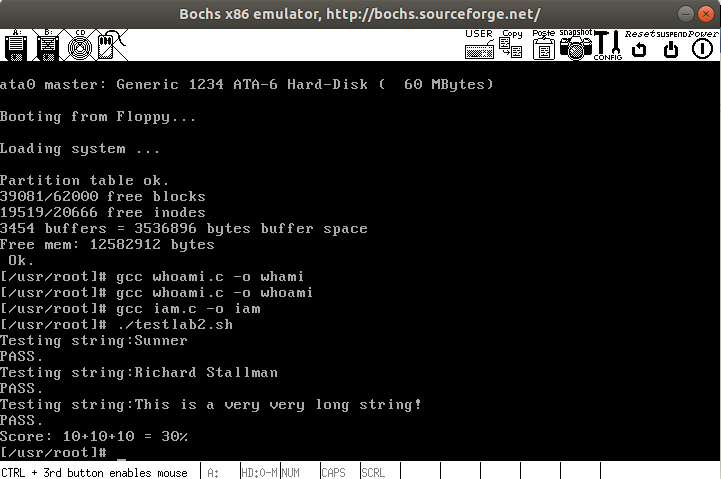 Bochs x86 emulator, http://bochs.sourceforge.net/
A: B: CD USER Copy Paste snapshot CONFIG Reset SUSPEND Power
ata0 master: Generic 1234 ATA-6 Hard-Disk (  60 MBytes)
Booting from Floppy...
Loading system ...
Partition table ok.
39081/62000 free blocks
19519/20666 free inodes
3454 buffers = 3536896 bytes buffer space
Free mem: 12582912 bytes
 Ok.
[/usr/root]# gcc whoami.c -o whami
[/usr/root]# gcc whoami.c -o whoami
[/usr/root]# gcc iam.c -o iam
[/usr/root]# ./testlab2.sh
Testing string:Sunner
PASS.
Testing string:Richard Stallman
PASS.
Testing string:This is a very very long string!
PASS.
Score: 10+10+10 = 30%
[/usr/root]# _
CTRL + 3rd button enables mouse A: HD:0-M NUM CAPS SCRL